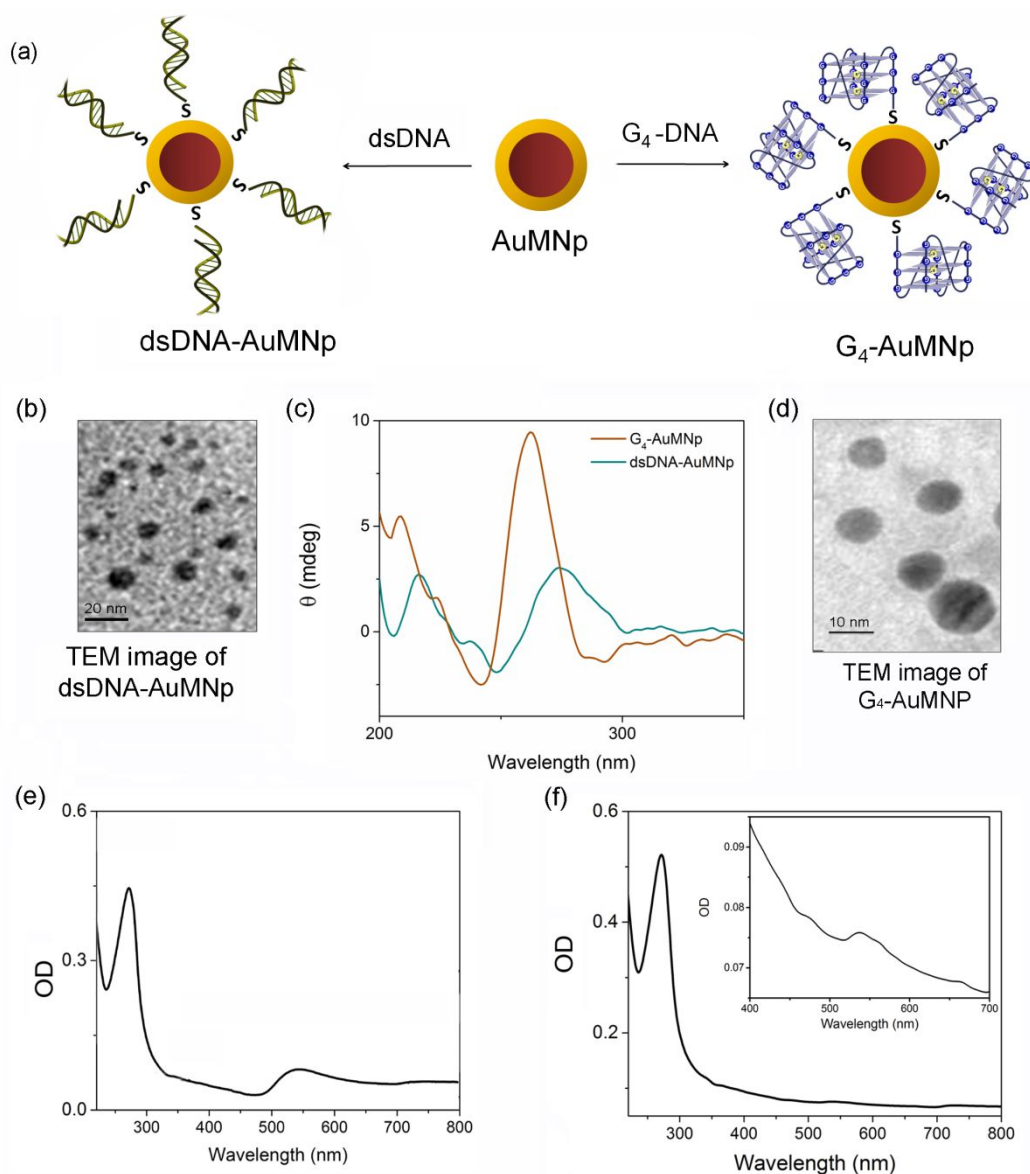 (a)
dsDNA
G₄-DNA
S
S
S
S
S
S
S
S
S
S
S
S
AuMNp
dsDNA-AuMNp
G₄-AuMNp
(b)
20 nm
TEM image of
dsDNA-AuMNp
(c)
10
5
0
θ (mdeg)
G₄-AuMNp
dsDNA-AuMNp
200
300
Wavelength (nm)
(d)
10 nm
TEM image of
G₄-AuMNP
(e)
0.6
0.3
0.0
OD
300
400
500
600
700
800
Wavelength (nm)
(f)
0.6
0.4
0.2
OD
300
400
500
600
700
800
Wavelength (nm)
0.09
0.08
0.07
OD
400
500
600
700
Wavelength (nm)